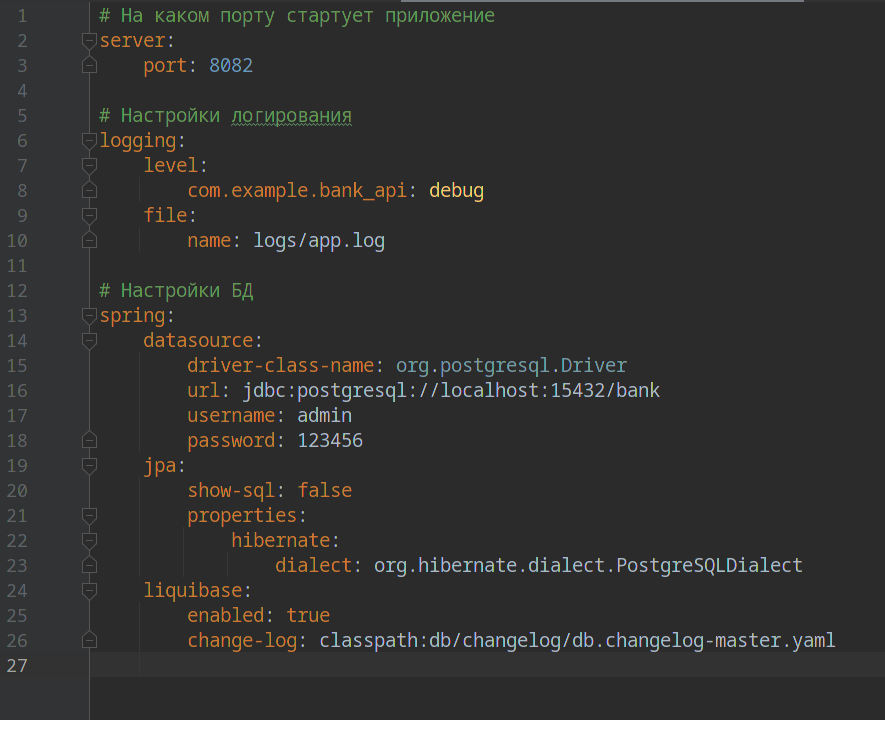 1 # На каком порту стартует приложение
2 server:
3     port: 8082
4
5 # Настройки логирования
6 logging:
7     level:
8         com.example.bank_api: debug
9     file:
10         name: logs/app.log
11
12 # Настройки БД
13 spring:
14     datasource:
15         driver-class-name: org.postgresql.Driver
16         url: jdbc:postgresql://localhost:15432/bank
17         username: admin
18         password: 123456
19     jpa:
20         show-sql: false
21         properties:
22             hibernate:
23                 dialect: org.hibernate.dialect.PostgreSQLDialect
24     liquibase:
25         enabled: true
26         change-log: classpath:db/changelog/db.changelog-master.yaml
27